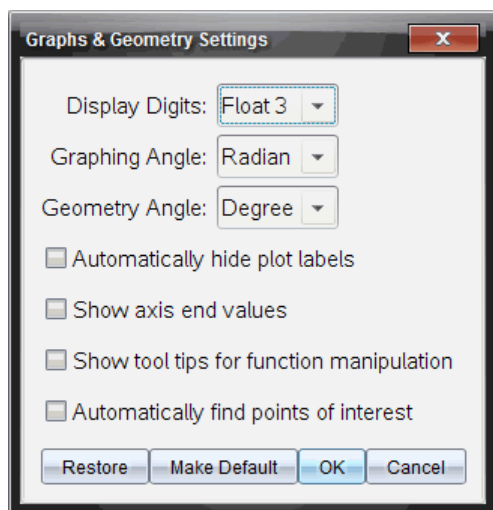 Graphs & Geometry Settings
Display Digits: Float 3
Graphing Angle: Radian
Geometry Angle: Degree
Automatically hide plot labels
Show axis end values
Show tool tips for function manipulation
Automatically find points of interest
Restore Make Default OK Cancel